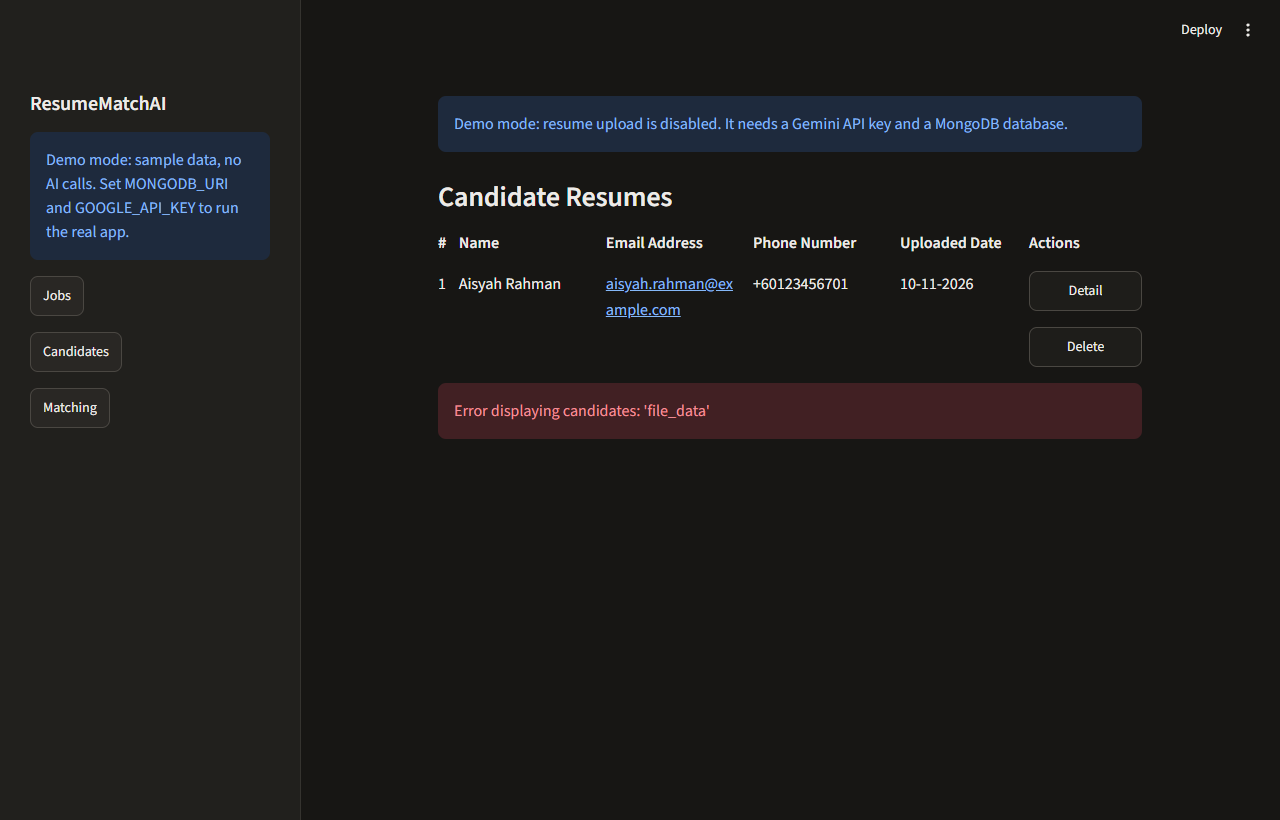 Deploy
ResumeMatchAI
Demo mode: sample data, no
AI calls. Set MONGODB_URI
and GOOGLE_API_KEY to run
the real app.
Jobs
Candidates
Matching
Demo mode: resume upload is disabled. It needs a Gemini API key and a MongoDB database.
Candidate Resumes
# Name Email Address Phone Number Uploaded Date Actions
1 Aisyah Rahman aisyah.rahman@ex +60123456701 10-11-2026 Detail
ample.com
Delete
Error displaying candidates: 'file_data'